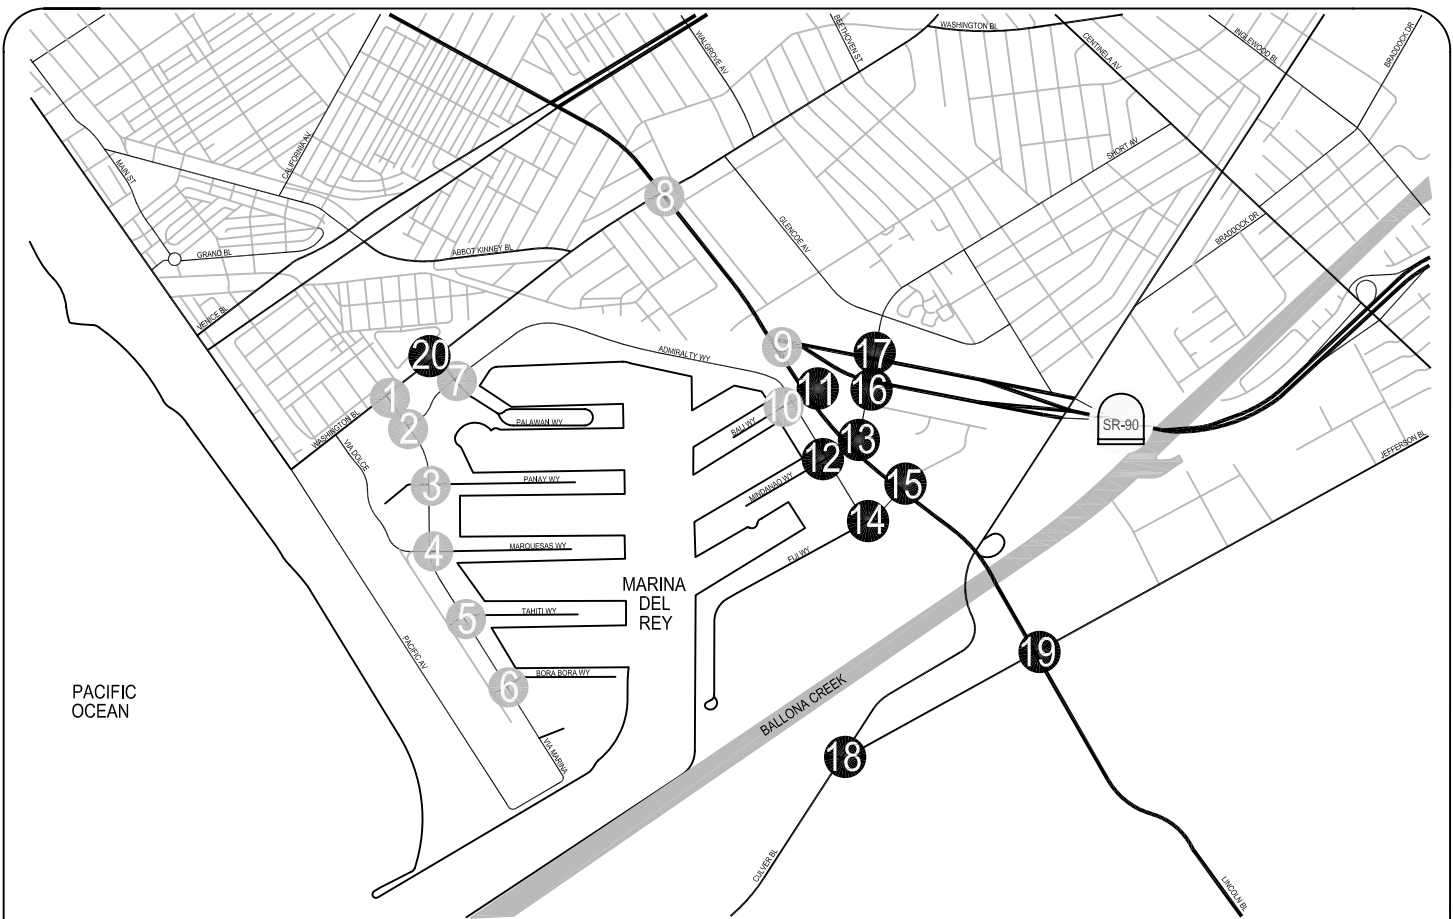 WASHINGTON BL
WALGROVE AV
BEETHOVEN ST
CENTINELA AV
INGLEWOOD BL
BRADDOCK DR
MAIN ST
CALIFORNIA AV
SHORT AV
8
GLENCOE AV
BRADDOCK DR
GRAND BL
ABBOT KINNEY BL
VENICE BL
ADMIRALTY WY
9
17
20
7
11
16
1
10
SR-90
WASHINGTON BL
2
PALAWAN WY
BALI WY
13
JEFFERSON BL
VIA DOLCE
12
3
PANAY WY
MINDANAO WY
15
14
4
MARQUESAS WY
FIJI WY
MARINA
DEL
REY
5
TAHITI WY
PACIFIC AV
19
6
BORA BORA WY
PACIFIC
OCEAN
BALLONA CREEK
VIA MARINA
18
CULVER BL
LINCOLN BL